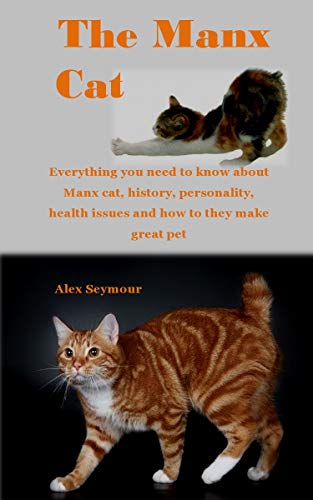 The Manx
Cat
Everything you need to know about
Manx cat, history, personality,
health issues and how to they make
great pet
Alex Seymour